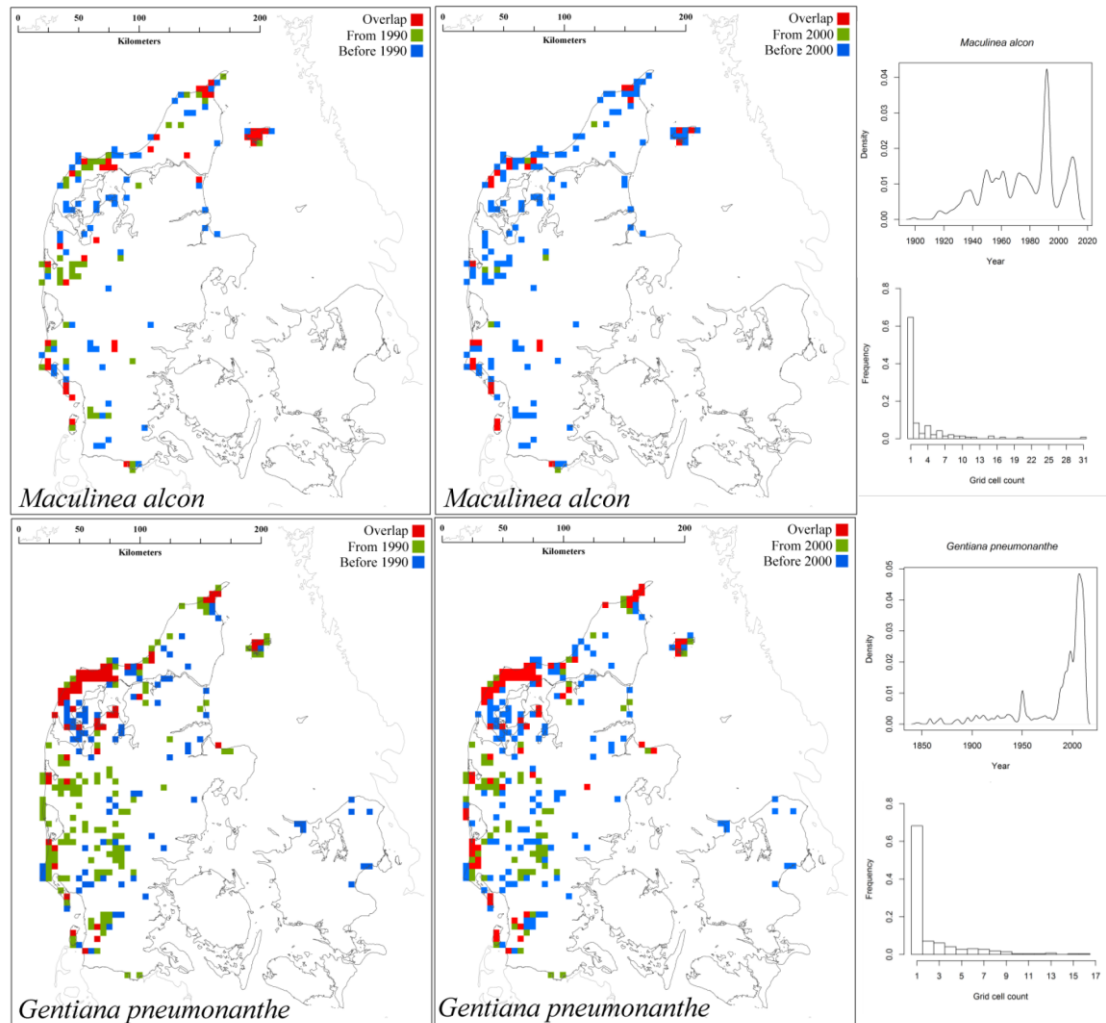 0 50 100 200
Kilometers
Overlap
From 1990
Before 1990
Maculinea alcon
0 50 100 200
Kilometers
Overlap
From 2000
Before 2000
Maculinea alcon
Maculinea alcon
Density
0.04
0.03
0.02
0.01
0.00
1900 1920 1940 1960 1980 2000 2020
Year
Frequency
0.8
0.6
0.4
0.2
0.0
1 4 7 10 13 16 19 22 25 28 31
Grid cell count
0 50 100 200
Kilometers
Overlap
From 1990
Before 1990
Gentiana pneumonanthe
0 50 100 200
Kilometers
Overlap
From 2000
Before 2000
Gentiana pneumonanthe
Gentiana pneumonanthe
Density
0.05
0.04
0.03
0.02
0.01
0.00
1850 1900 1950 2000
Year
Frequency
0.8
0.6
0.4
0.2
0.0
1 3 5 7 9 11 13 15 17
Grid cell count